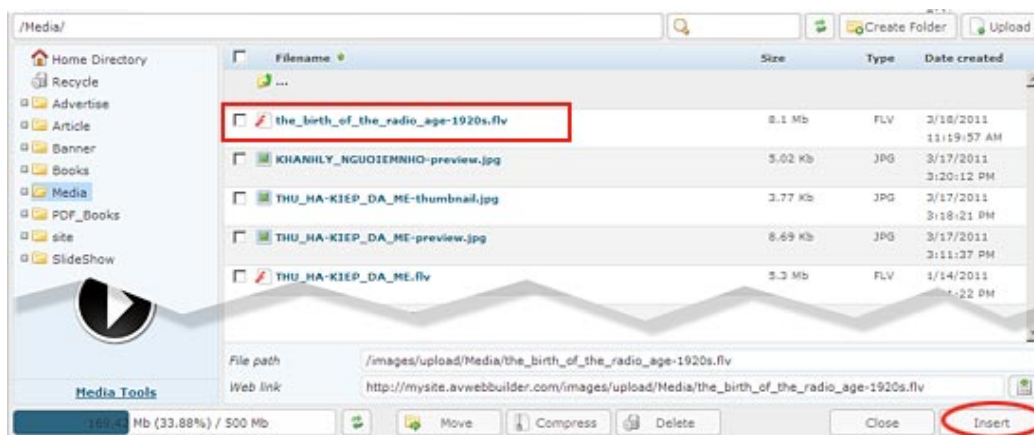 /Media/
Create Folder
Upload
Home Directory
Recycle
Advertise
Article
Banner
Books
Media
PDF_Books
site
SlideShow
Media Tools
Filename Size Type Date created
...
the_birth_of_the_radio_age-1920s.flv 8.1 Mb FLV 3/18/2011
11:19:57 AM
KHANHLY_NGUOIEMNHO-preview.jpg 5.02 Kb JPG 3/17/2011
3:20:12 PM
THU_HA-KIEP_DA_ME-thumbnail.jpg 3.77 Kb JPG 3/17/2011
3:18:21 PM
THU_HA-KIEP_DA_ME-preview.jpg 8.69 Kb JPG 3/17/2011
3:11:37 PM
THU_HA-KIEP_DA_ME.flv 5.3 Mb FLV 1/14/2011
PM
File path /images/upload/Media/the_birth_of_the_radio_age-1920s.flv
Web link http://mysite.avwebbuilder.com/images/upload/Media/the_birth_of_the_radio_age-1920s.flv
Mb (33.88%) / 500 Mb
Move
Compress
Delete
Close
Insert